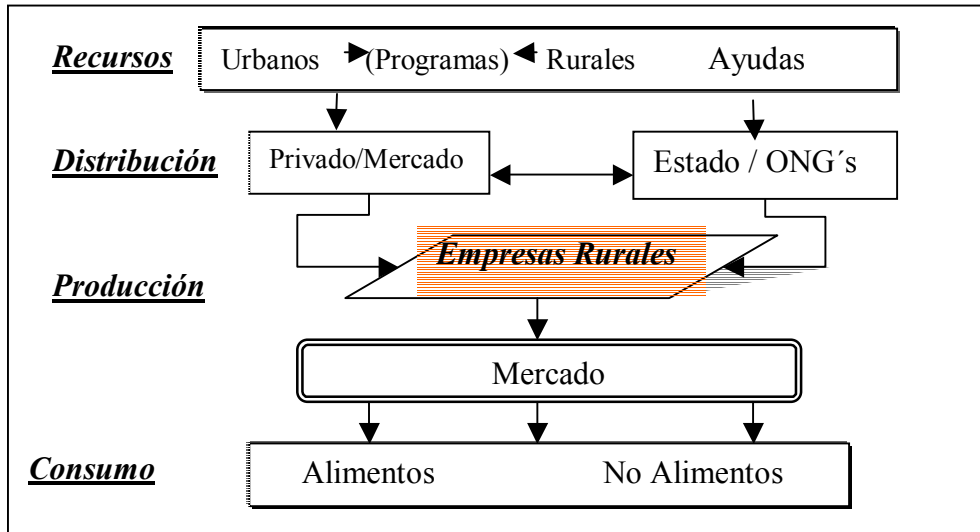 Recursos
Urbanos (Programas) Rurales Ayudas
Distribución
Privado/Mercado
Estado / ONG´s
Empresas Rurales
Producción
Mercado
Consumo
Alimentos No Alimentos